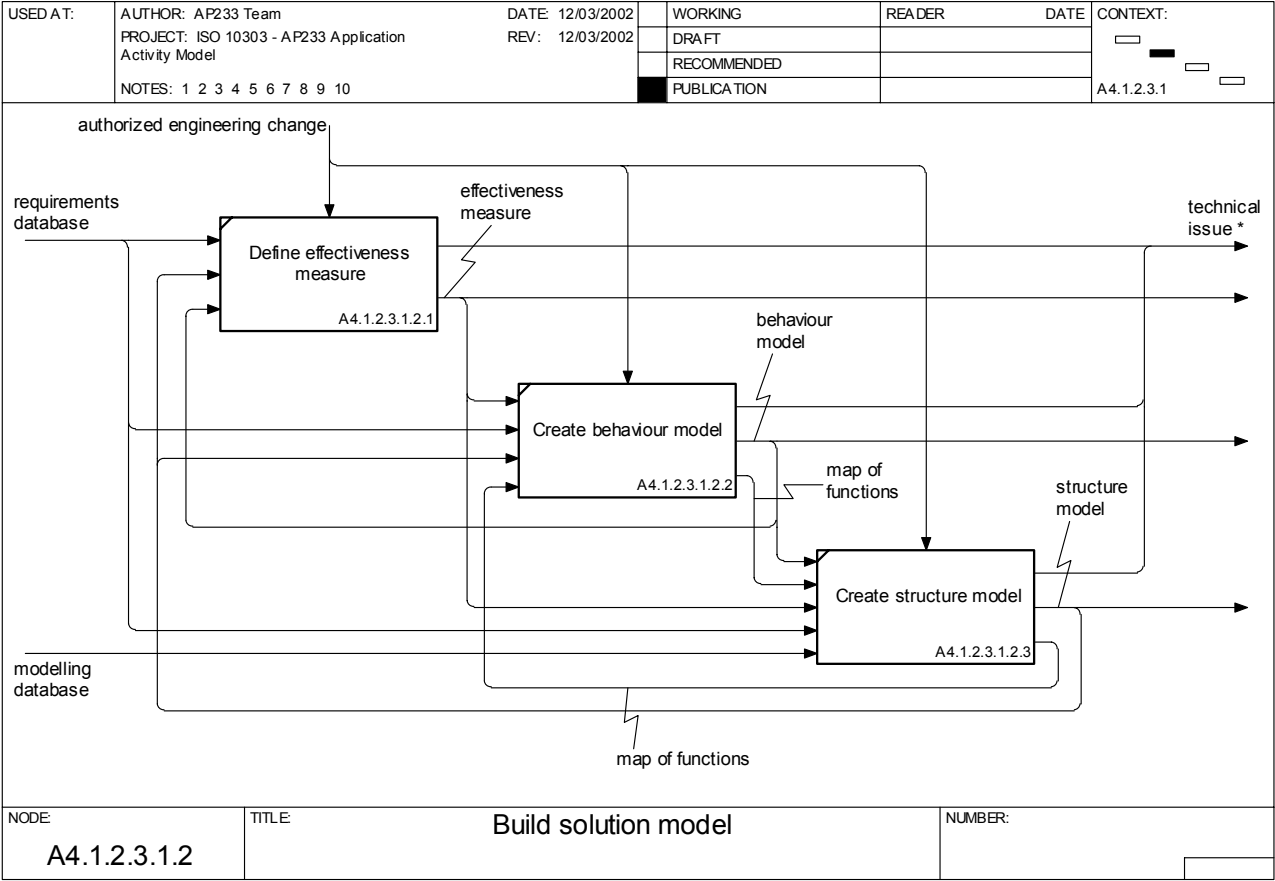 USED AT:
AUTHOR: AP233 Team
DATE: 12/03/2002
WORKING
READER
DATE
CONTEXT:
PROJECT: ISO 10303 - AP233 Application
REV: 12/03/2002
DRAFT
Activity Model
RECOMMENDED
NOTES: 1 2 3 4 5 6 7 8 9 10
PUBLICATION
A4.1.2.3.1
authorized engineering change
requirements
database
effectiveness
measure
technical
issue *
Define effectiveness
measure
A4.1.2.3.1.2.1
behaviour
model
Create behaviour model
A4.1.2.3.1.2.2
map of
functions
structure
model
Create structure model
A4.1.2.3.1.2.3
modelling
database
map of functions
NODE:
TITLE:
Build solution model
NUMBER:
A4.1.2.3.1.2